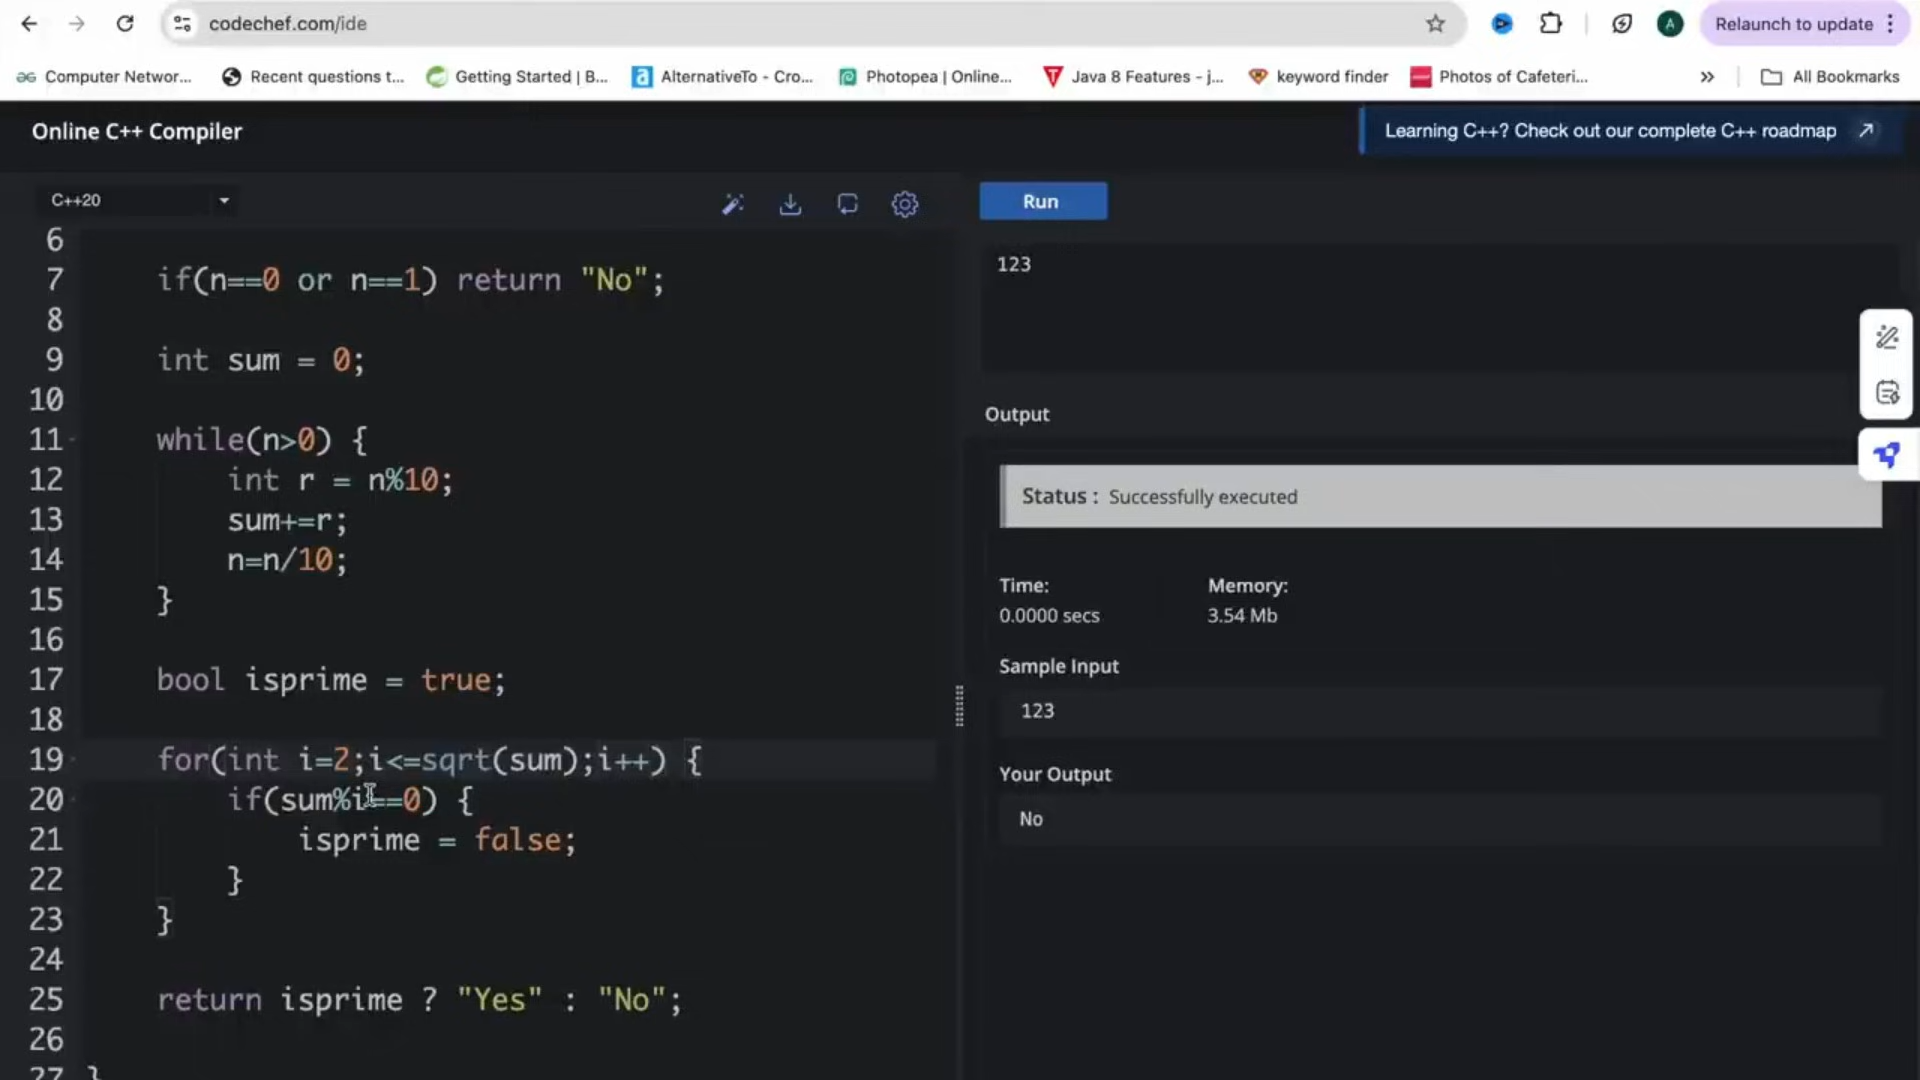 codechef.com/ide
A
Relaunch to update
Computer Networ...
Recent questions t...
Getting Started | B...
AlternativeTo - Cro...
Photopea | Online...
Java 8 Features - j...
keyword finder
Photos of Cafeteri...
»
All Bookmarks
Online C++ Compiler
Learning C++? Check out our complete C++ roadmap
C++20
Run
6
7 if(n==0 or n==1) return "No";
8
9 int sum = 0;
10
11 while(n>0) {
12 int r = n%10;
13 sum+=r;
14 n=n/10;
15 }
16
17 bool isprime = true;
18
19 for(int i=2;i<=sqrt(sum);i++) {
20 if(sum%i==0) {
21 isprime = false;
22 }
23 }
24
25 return isprime ? "Yes" : "No";
26
27 }
123
Output
Status : Successfully executed
Time: Memory:
0.0000 secs 3.54 Mb
Sample Input
123
Your Output
No